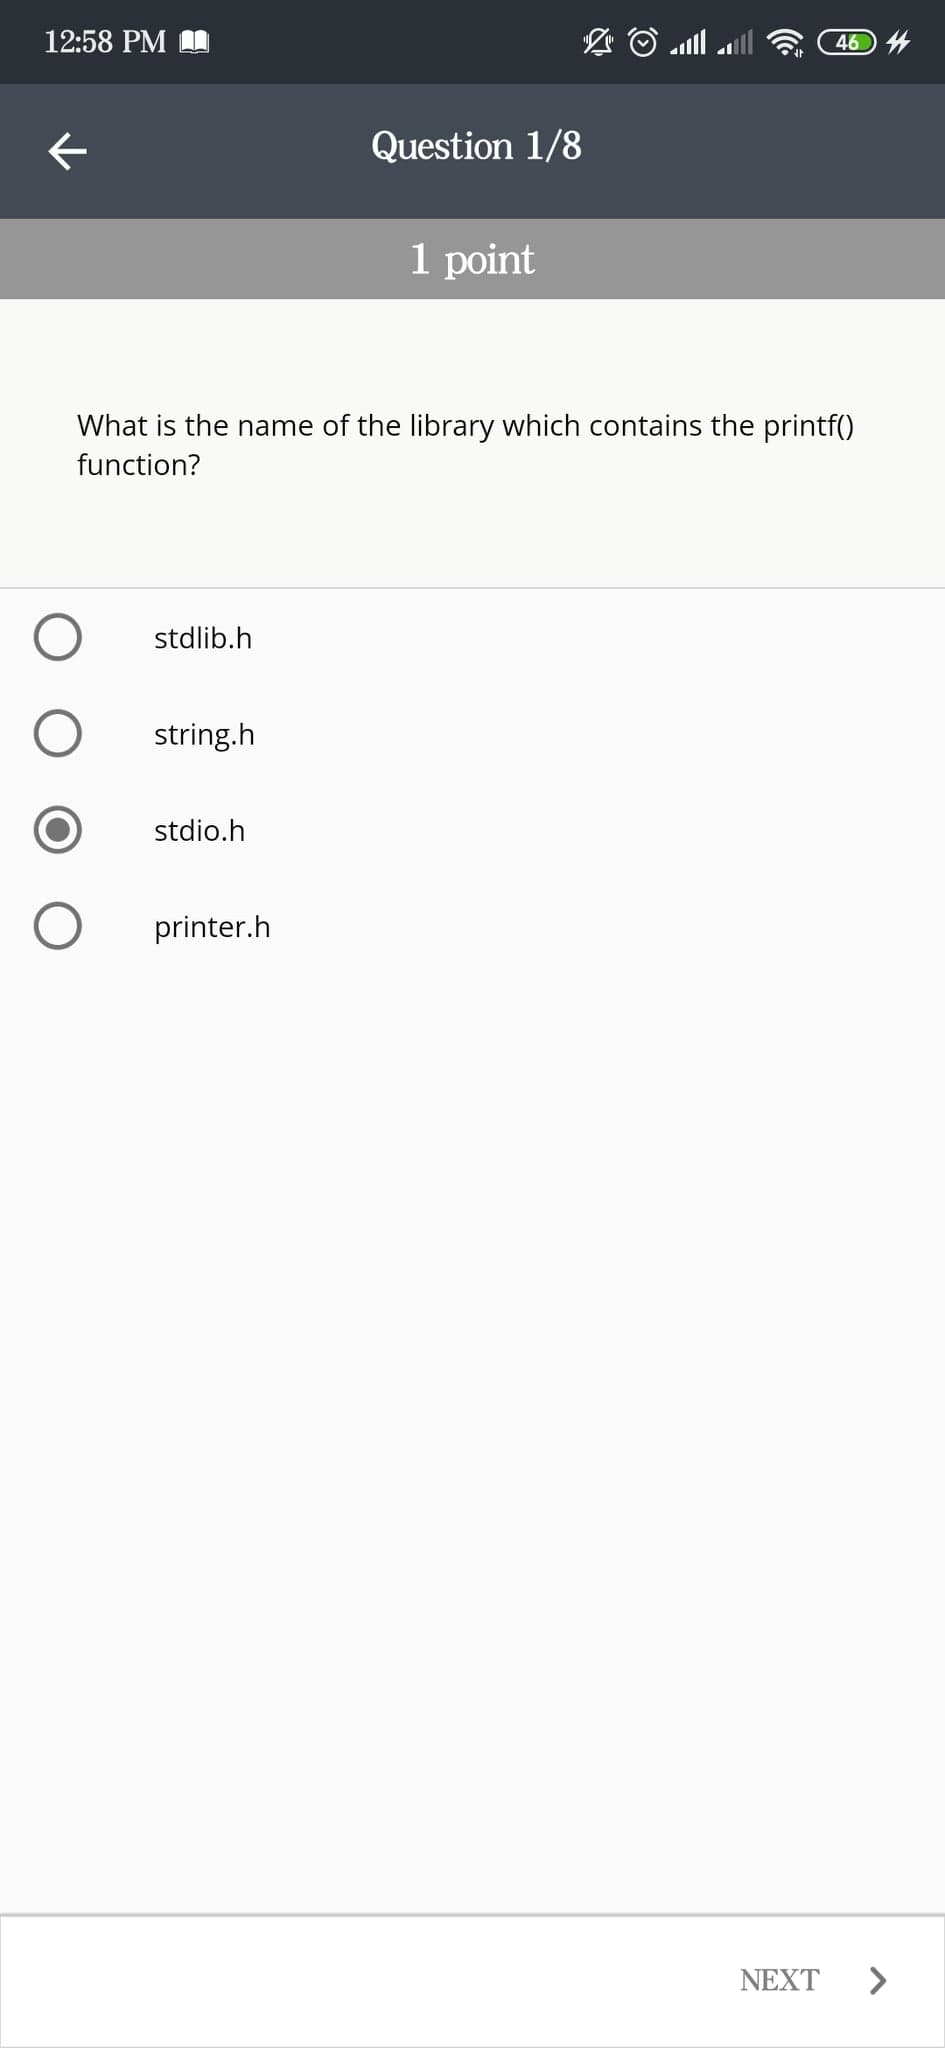 12:58 PM
46
Question 1/8
1 point
What is the name of the library which contains the printf()
function?
stdlib.h
string.h
stdio.h
printer.h
NEXT